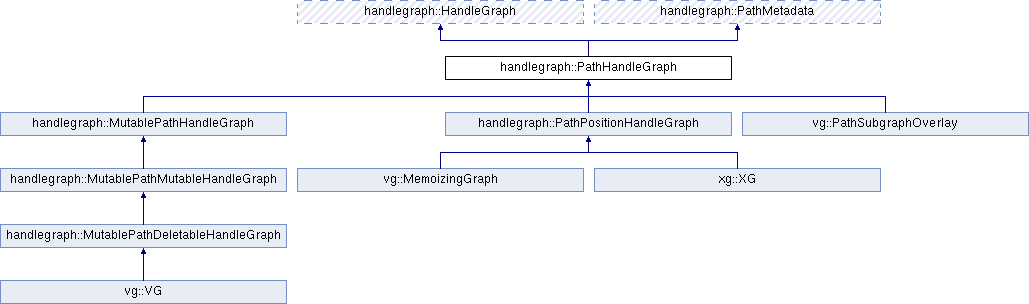 handlegraph::HandleGraph
handlegraph::PathMetadata
handlegraph::PathHandleGraph
handlegraph::MutablePathHandleGraph
handlegraph::PathPositionHandleGraph
vg::PathSubgraphOverlay
handlegraph::MutablePathMutableHandleGraph
vg::MemoizingGraph
xg::XG
handlegraph::MutablePathDeletableHandleGraph
vg::VG